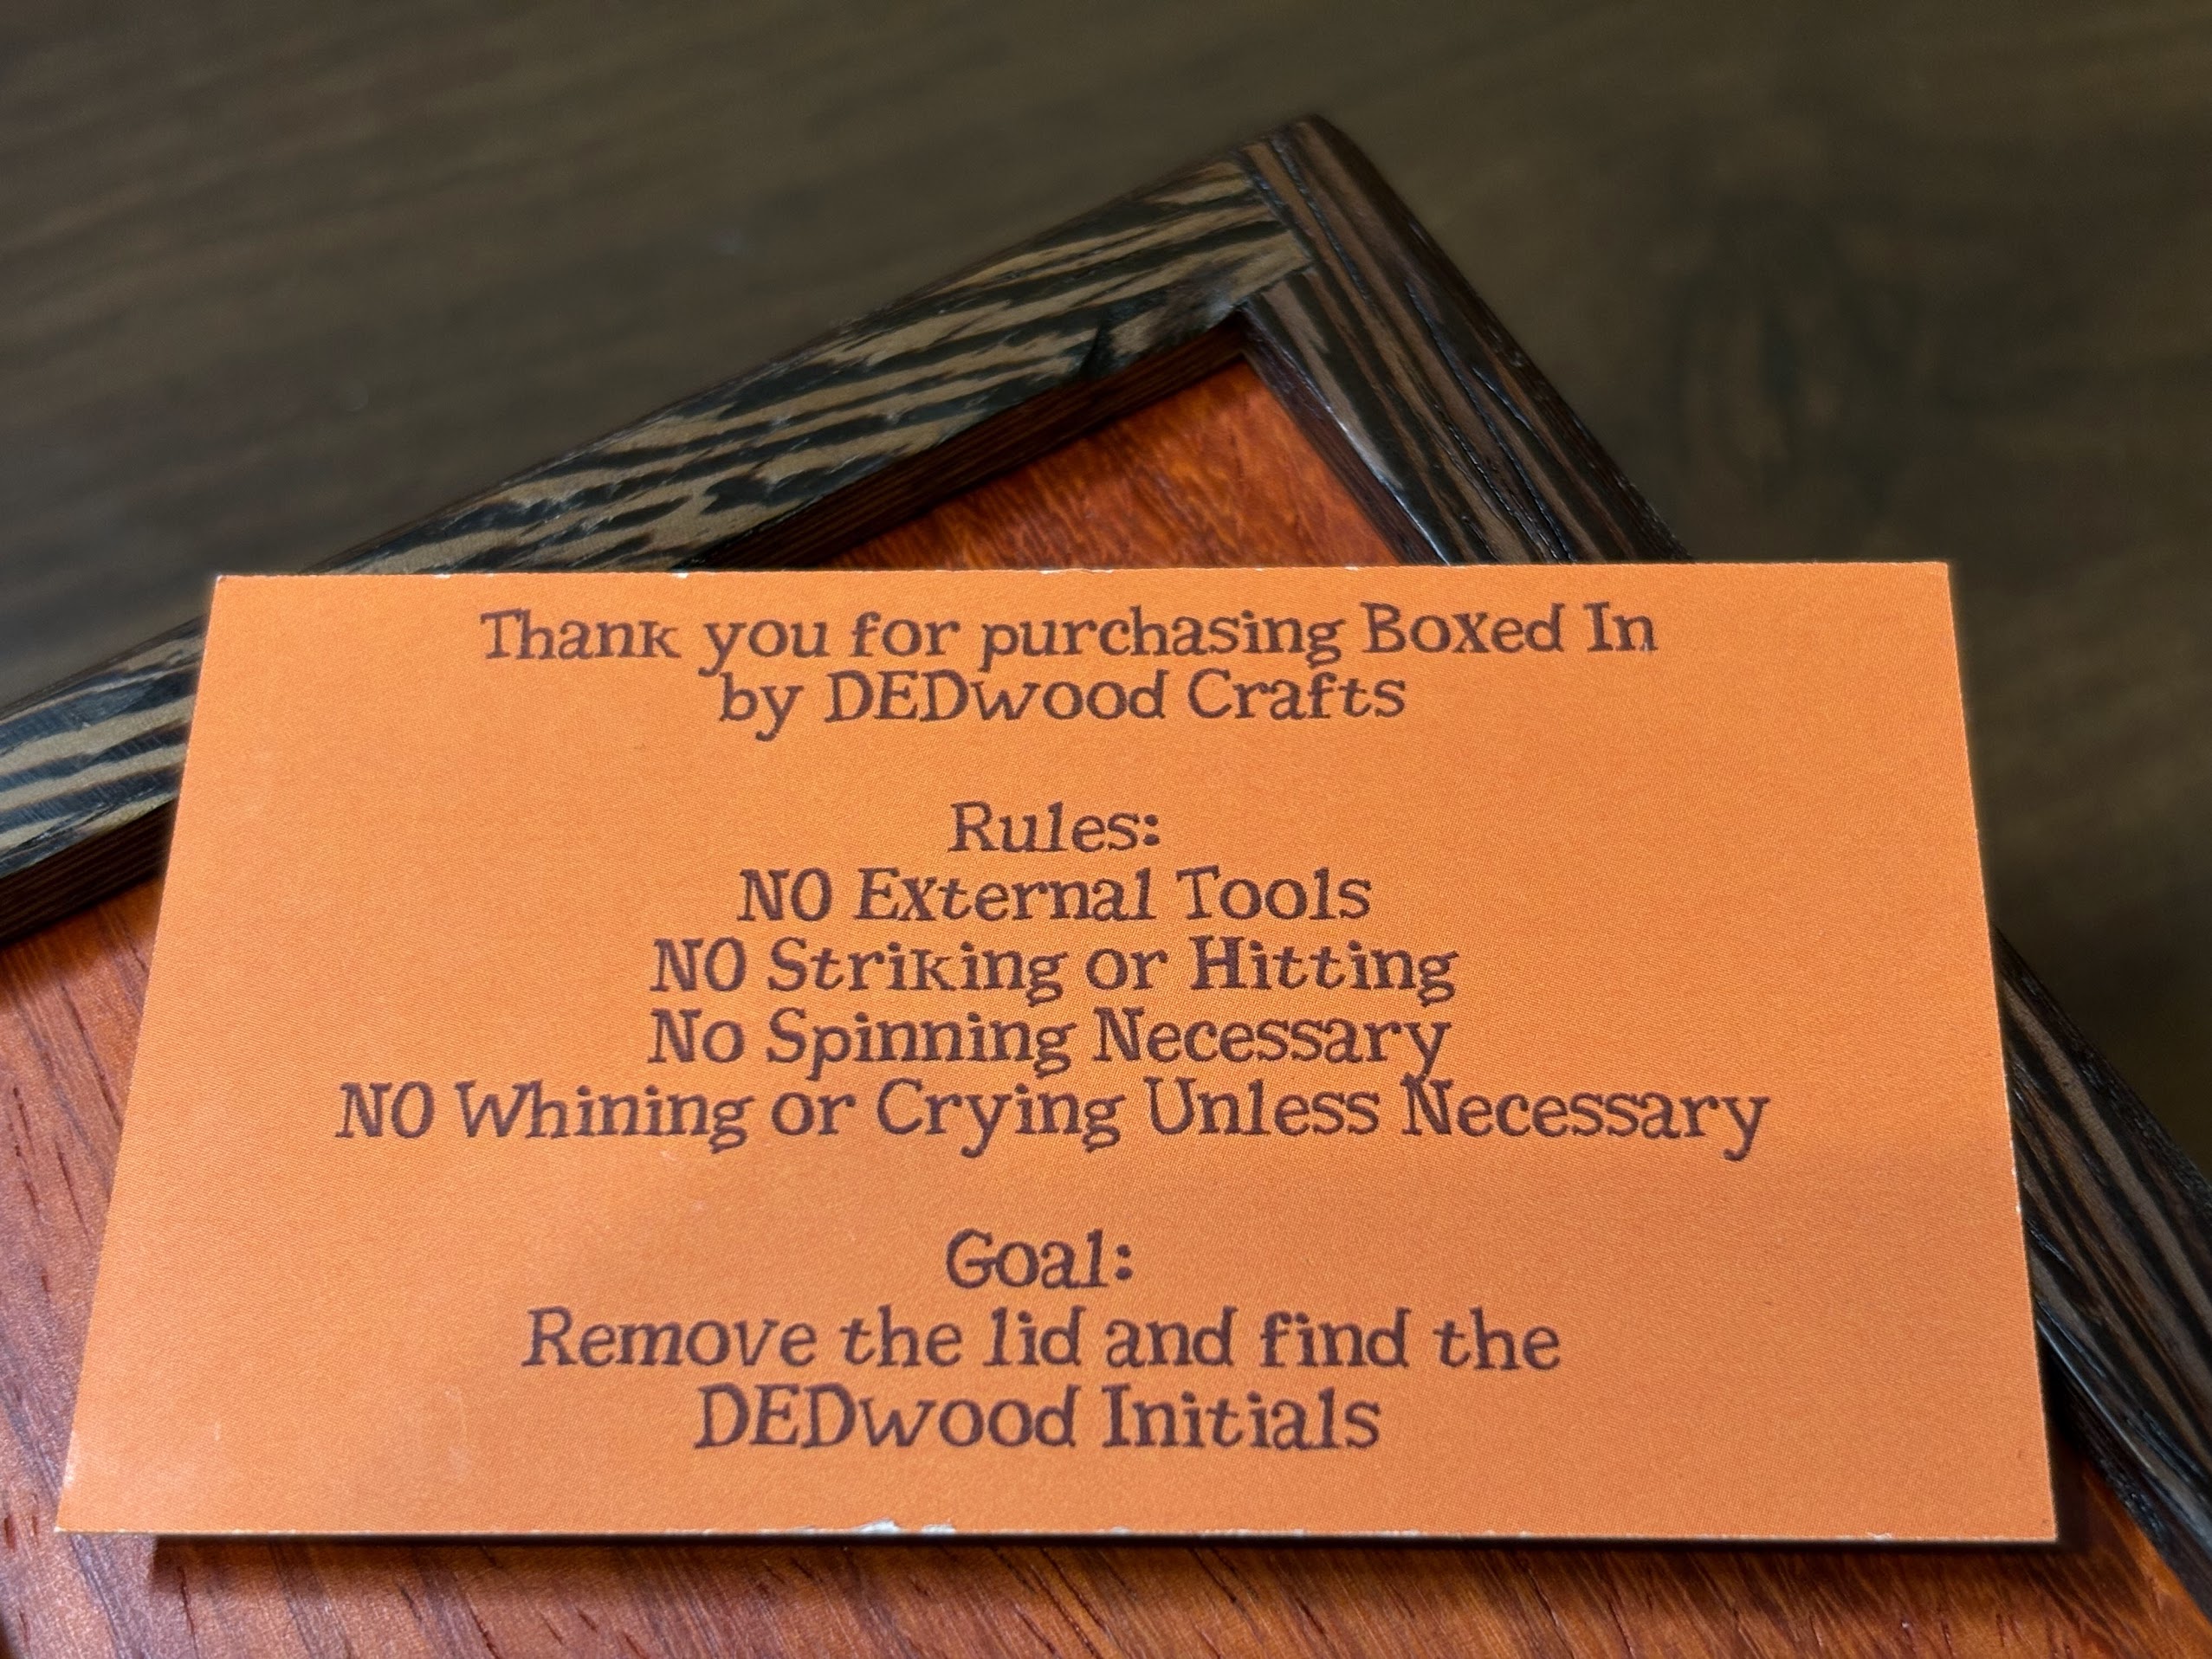 Thank you for purchasing Boxed In
by DEDwood Crafts
Rules:
NO External Tools
NO Striking or Hitting
No Spinning Necessary
NO Whining or Crying Unless Necessary
Goal:
Remove the lid and find the
DEDwood Initials